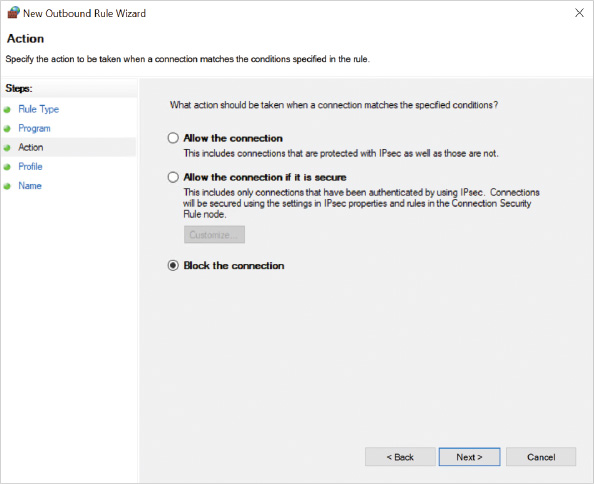 New Outbound Rule Wizard
Action
Specify the action to be taken when a connection matches the conditions specified in the rule.
Steps:
Rule Type
Program
Action
Profile
Name
What action should be taken when a connection matches the specified conditions?
Allow the connection
This includes connections that are protected with IPsec as well as those are not.
Allow the connection if it is secure
This includes only connections that have been authenticated by using IPsec. Connections
will be secured using the settings in IPsec properties and rules in the Connection Security
Rule node.
Customize...
Block the connection
< Back
Next >
Cancel